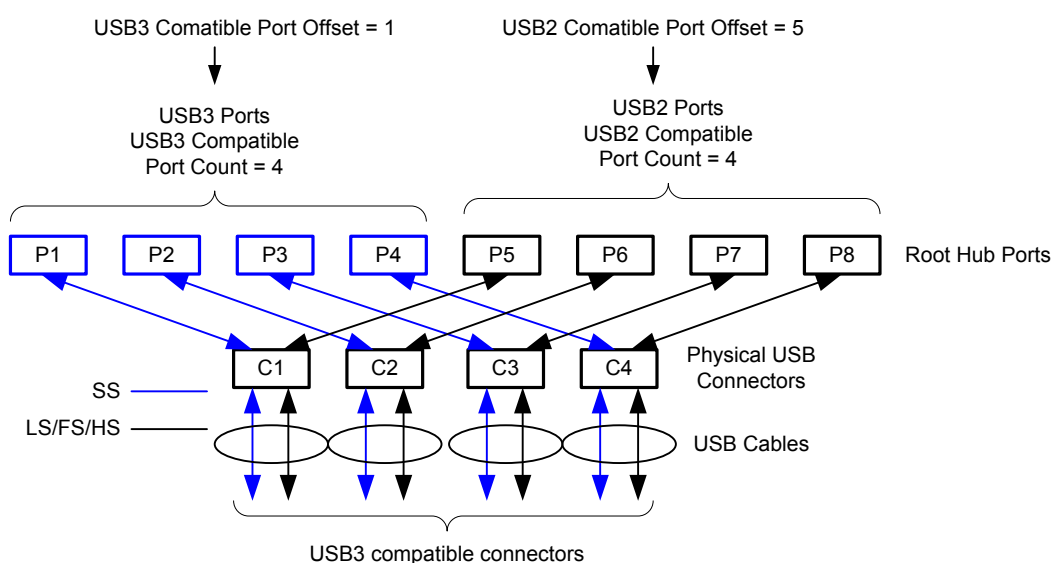 USB3 Comatible Port Offset = 1
USB2 Comatible Port Offset = 5
USB3 Ports
USB3 Compatible
Port Count = 4
USB2 Ports
USB2 Compatible
Port Count = 4
P1 P2 P3 P4 P5 P6 P7 P8 Root Hub Ports
C1 C2 C3 C4
Physical USB
Connectors
SS
LS/FS/HS
USB Cables
USB3 compatible connectors